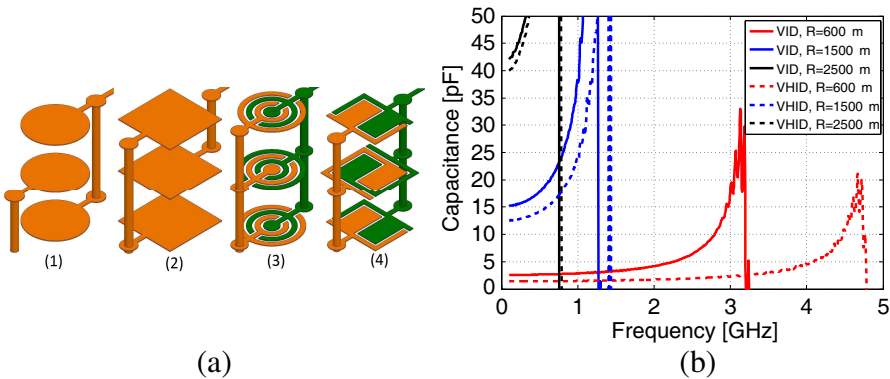 (1)
(2)
(3)
(4)
(a)
50
45
40
35
30
25
20
15
10
5
0
Capacitance [pF]
0
1
2
3
4
5
Frequency [GHz]
VID, R=600 m
VID, R=1500 m
VID, R=2500 m
VHID, R=600 m
VHID, R=1500 m
VHID, R=2500 m
(b)